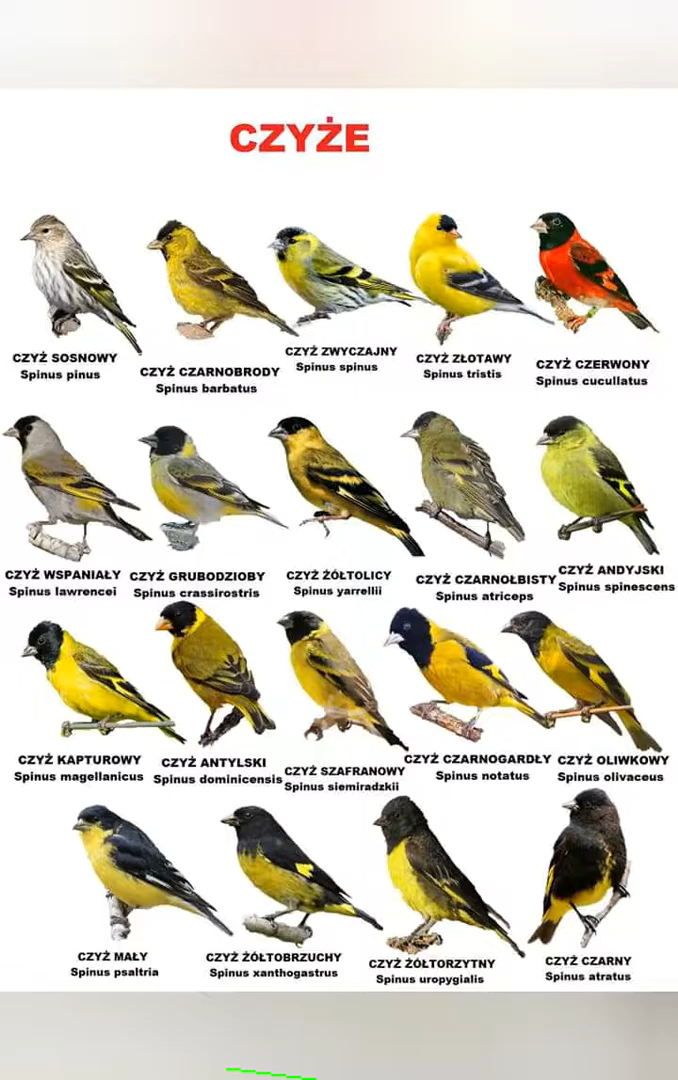 CZYŻE
CZYŻ SOSNOWY
Spinus pinus
CZYŻ CZARNOBRODY
Spinus barbatus
CZYŻ ZWYCZAJNY
Spinus spinus
CZYŻ ZŁOTAWY
Spinus tristis
CZYŻ CZERWONY
Spinus cucullatus
CZYŻ WSPANIAŁY
Spinus lawrencei
CZYŻ GRUBODZIOBY
Spinus crassirostris
CZYŻ ŻÓŁTOLICY
Spinus yarrellii
CZYŻ CZARNOŁBISTY
Spinus atriceps
CZYŻ ANDYJSKI
Spinus spinescens
CZYŻ KAPTUROWY
Spinus magellanicus
CZYŻ ANTYLSKI
Spinus dominicensis
CZYŻ SZAFRANOWY
Spinus siemiradzkii
CZYŻ CZARNOGARDŁY
Spinus notatus
CZYŻ OLIWKOWY
Spinus olivaceus
CZYŻ MAŁY
Spinus psaltria
CZYŻ ŻÓŁTOBRZUCHY
Spinus xanthogastrus
CZYŻ ŻÓŁTORZYTNY
Spinus uropygialis
CZYŻ CZARNY
Spinus atratus